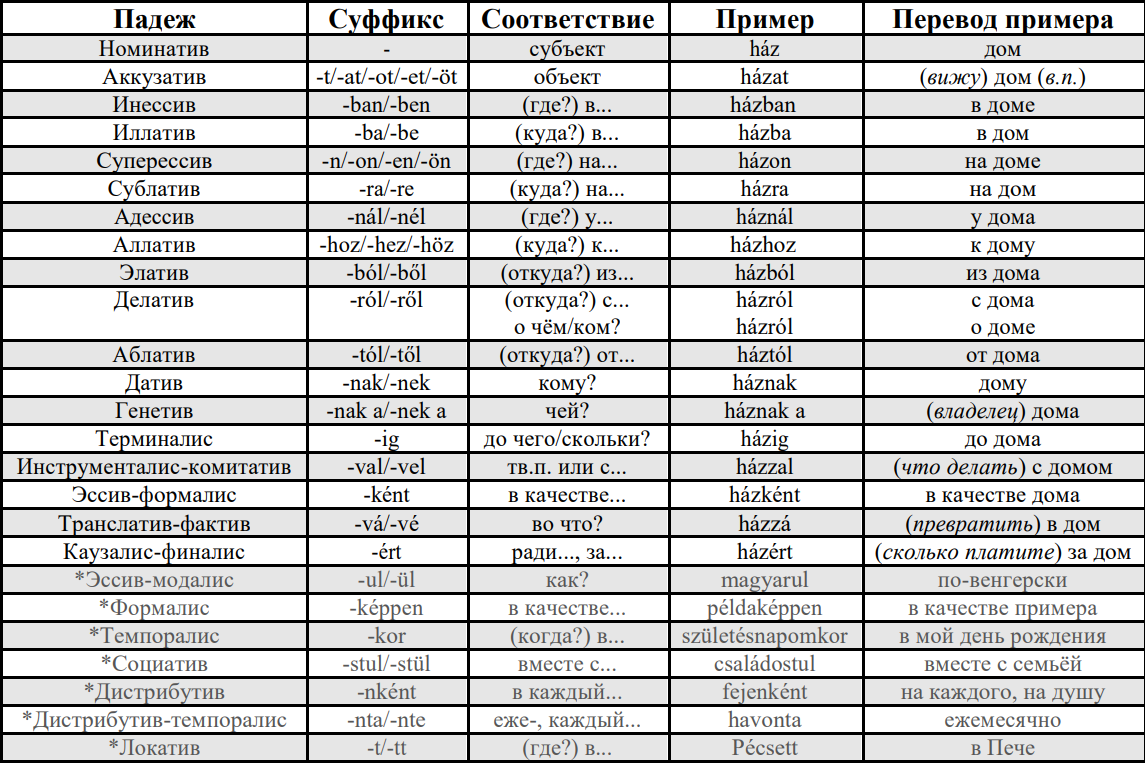 Падеж Суффикс Соответствие Пример Перевод примера
Номинатив - субъект ház дом
Аккузатив -t/-at/-ot/-et/-öt объект házat (вижу) дом (в.п.)
Инессив -ban/-ben (где?) в... házban в доме
Иллатив -ba/-be (куда?) в... házba в дом
Суперессив -n/-on/-en/-ön (где?) на... házon на доме
Сублатив -ra/-re (куда?) на... házra на дом
Адессив -nál/-nél (где?) у... háznál у дома
Аллатив -hoz/-hez/-höz (куда?) к... házhoz к дому
Элатив -ból/-ből (откуда?) из... házból из дома
Делатив -ról/-ről (откуда?) с... házról с дома
о чём/ком? házról о доме
Аблатив -tól/-től (откуда?) от... háztól от дома
Датив -nak/-nek кому? háznak дому
Генетив -nak a/-nek a чей? háznak a (владелец) дома
Терминалис -ig до чего/скольки? házig до дома
Инструменталис-комитатив -val/-vel тв.п. или с... házzal (что делать) с домом
Эссив-формалис -ként в качестве... házként в качестве дома
Транслатив-фактив -vá/-vé во что? házzá (превратить) в дом
Каузалис-финалис -ért ради..., за... házért (сколько платите) за дом
*Эссив-модалис -ul/-ül как? magyarul по-венгерски
*Формалис -képpen в качестве... példaképpen в качестве примера
*Темпоралис -kor (когда?) в... születésnapomkor в мой день рождения
*Социатив -stul/-stül вместе с... családostul вместе с семьёй
*Дистрибутив -nként в каждый... fejenként на каждого, на душу
*Дистрибутив-темпоралис -nta/-nte еже-, каждый... havonta ежемесячно
*Локатив -t/-tt (где?) в... Pécsett в Пече